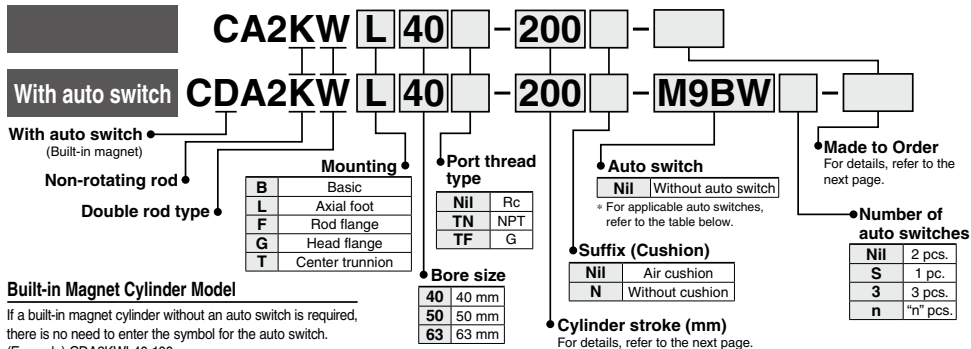 CA2KW L 40 - 200 -
With auto switch CDA2KW L 40 - 200 - M9BW -
With auto switch
(Built-in magnet)
Non-rotating rod
Double rod type
Mounting
B Basic
L Axial foot
F Rod flange
G Head flange
T Center trunnion
Port thread
type
Nil Rc
TN NPT
TF G
Bore size
40 40 mm
50 50 mm
63 63 mm
Auto switch
Nil Without auto switch
* For applicable auto switches,
refer to the table below.
Suffix (Cushion)
Nil Air cushion
N Without cushion
Cylinder stroke (mm)
For details, refer to the next page.
Made to Order
For details, refer to the
next page.
Number of
auto switches
Nil 2 pcs.
S 1 pc.
3 3 pcs.
n "n" pcs.
Built-in Magnet Cylinder Model
If a built-in magnet cylinder without an auto switch is required,
there is no need to enter the symbol for the auto switch.